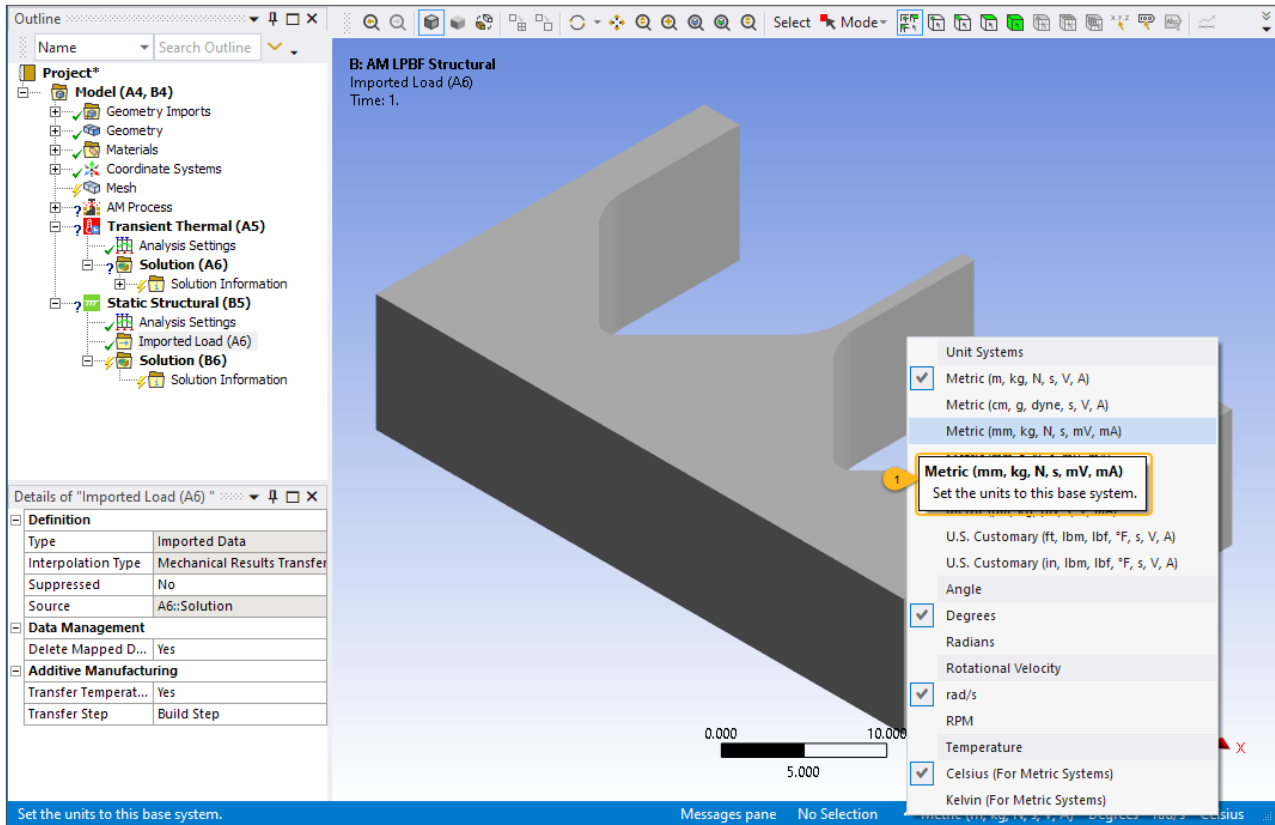 Outline
Select Mode
Name Search Outline
Project*
Model (A4, B4)
Geometry Imports
Geometry
Materials
Coordinate Systems
Mesh
AM Process
Transient Thermal (A5)
Analysis Settings
Solution (A6)
Solution Information
Static Structural (B5)
Analysis Settings
Imported Load (A6)
Solution (B6)
Solution Information
B: AM LPBF Structural
Imported Load (A6)
Time: 1.
Details of "Imported Load (A6) "
Definition
Type Imported Data
Interpolation Type Mechanical Results Transfer
Suppressed No
Source A6::Solution
Data Management
Delete Mapped D... Yes
Additive Manufacturing
Transfer Temperat... Yes
Transfer Step Build Step
0.000 10.000
5.000
X
Unit Systems
Metric (m, kg, N, s, V, A)
Metric (cm, g, dyne, s, V, A)
Metric (mm, kg, N, s, mV, mA)
1
Metric (mm, kg, N, s, mV, mA)
Set the units to this base system.
U.S. Customary (ft, lbm, lbf, °F, s, V, A)
U.S. Customary (in, lbm, lbf, °F, s, V, A)
Angle
Degrees
Radians
Rotational Velocity
rad/s
RPM
Temperature
Celsius (For Metric Systems)
Kelvin (For Metric Systems)
Set the units to this base system.
Messages pane No Selection Metric (m, kg, N, s, V, A) Degrees rad/s Celsius